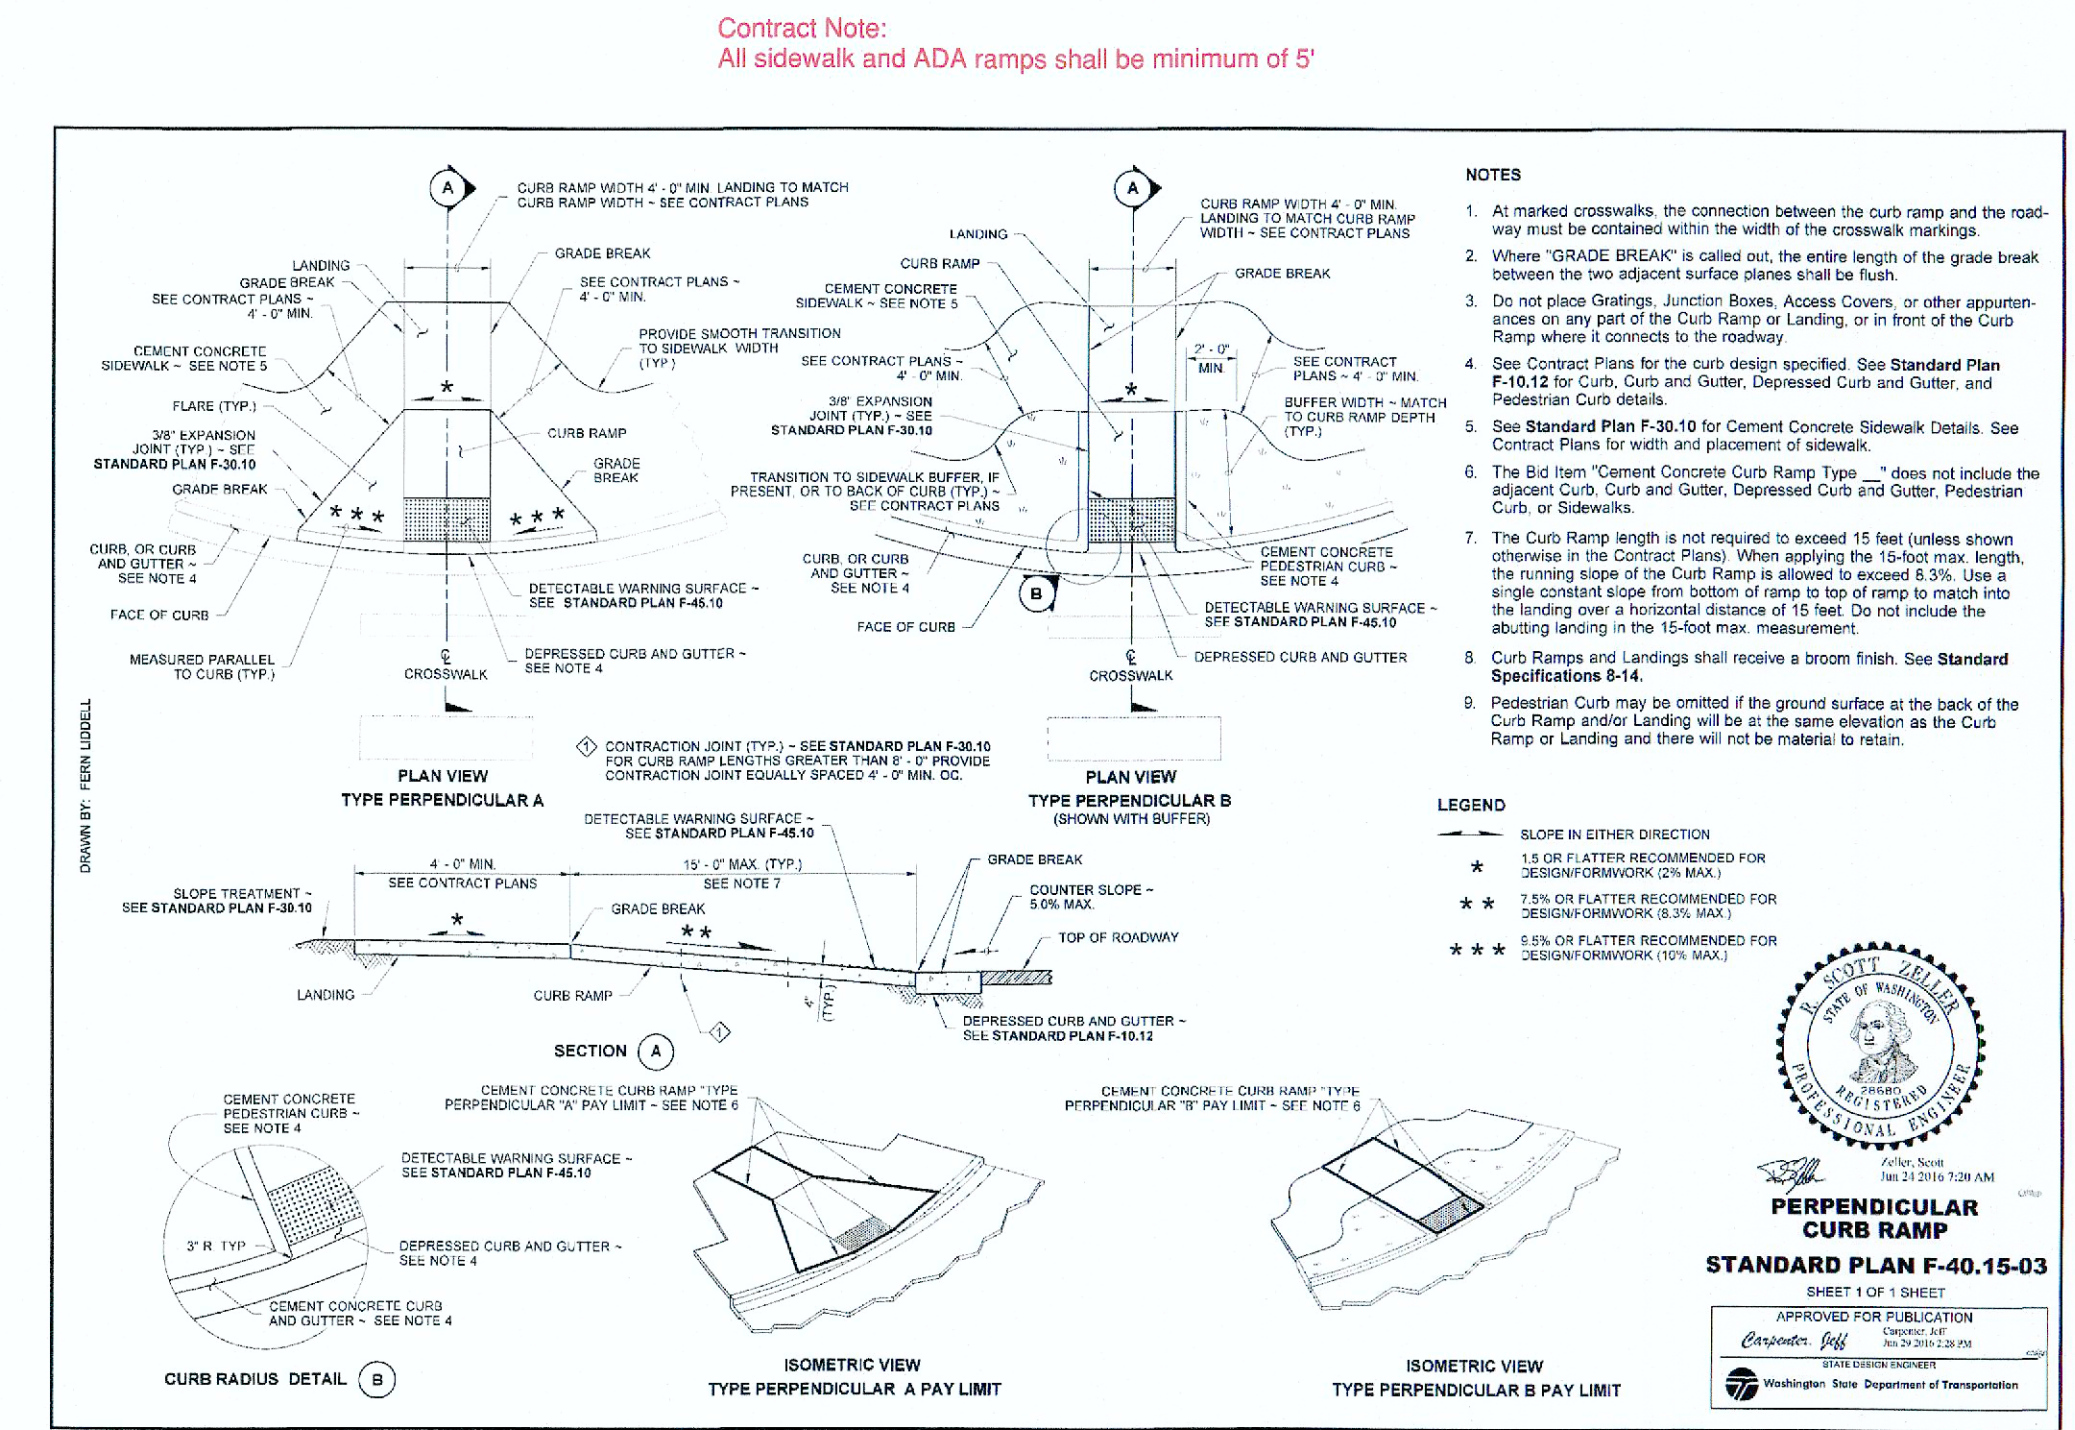 Contract Note:
All sidewalk and ADA ramps shall be minimum of 5'
A
CURB RAMP WIDTH 4' - 0" MIN. LANDING TO MATCH
CURB RAMP WIDTH ~ SEE CONTRACT PLANS
GRADE BREAK
LANDING
GRADE BREAK
SEE CONTRACT PLANS ~
4' - 0" MIN.
SEE CONTRACT PLANS ~
4' - 0" MIN.
PROVIDE SMOOTH TRANSITION
TO SIDEWALK WIDTH
(TYP.)
CEMENT CONCRETE
SIDEWALK ~ SEE NOTE 5
*
FLARE (TYP.)
CURB RAMP
3/8" EXPANSION
JOINT (TYP.) ~ SEE
STANDARD PLAN F-30.10
GRADE
BREAK
GRADE BREAK
* * *
* * *
CURB, OR CURB
AND GUTTER ~
SEE NOTE 4
FACE OF CURB
MEASURED PARALLEL
TO CURB (TYP.)
DETECTABLE WARNING SURFACE ~
SEE STANDARD PLAN F-45.10
DEPRESSED CURB AND GUTTER ~
SEE NOTE 4
CROSSWALK
PLAN VIEW
TYPE PERPENDICULAR A
A
CURB RAMP WIDTH 4' - 0" MIN.
LANDING TO MATCH CURB RAMP
WIDTH ~ SEE CONTRACT PLANS
LANDING
CURB RAMP
GRADE BREAK
CEMENT CONCRETE
SIDEWALK ~ SEE NOTE 5
SEE CONTRACT PLANS ~
4' - 0" MIN.
2' - 0"
MIN.
SEE CONTRACT
PLANS ~ 4' - 0" MIN.
*
3/8" EXPANSION
JOINT (TYP.) ~ SEE
STANDARD PLAN F-30.10
BUFFER WIDTH ~ MATCH
TO CURB RAMP DEPTH
(TYP.)
TRANSITION TO SIDEWALK BUFFER, IF
PRESENT, OR TO BACK OF CURB (TYP.) ~
SEE CONTRACT PLANS
CURB, OR CURB
AND GUTTER ~
SEE NOTE 4
FACE OF CURB
B
CEMENT CONCRETE
PEDESTRIAN CURB ~
SEE NOTE 4
DETECTABLE WARNING SURFACE ~
SEE STANDARD PLAN F-45.10
DEPRESSED CURB AND GUTTER
CROSSWALK
PLAN VIEW
TYPE PERPENDICULAR B
(SHOWN WITH BUFFER)
NOTES
1. At marked crosswalks, the connection between the curb ramp and the road-
way must be contained within the width of the crosswalk markings.
2. Where "GRADE BREAK" is called out, the entire length of the grade break
between the two adjacent surface planes shall be flush.
3. Do not place Gratings, Junction Boxes, Access Covers, or other appurten-
ances on any part of the Curb Ramp or Landing, or in front of the Curb
Ramp where it connects to the roadway.
4. See Contract Plans for the curb design specified. See Standard Plan
F-10.12 for Curb, Curb and Gutter, Depressed Curb and Gutter, and
Pedestrian Curb details.
5. See Standard Plan F-30.10 for Cement Concrete Sidewalk Details. See
Contract Plans for width and placement of sidewalk.
6. The Bid Item "Cement Concrete Curb Ramp Type __" does not include the
adjacent Curb, Curb and Gutter, Depressed Curb and Gutter, Pedestrian
Curb, or Sidewalks.
7. The Curb Ramp length is not required to exceed 15 feet (unless shown
otherwise in the Contract Plans). When applying the 15-foot max. length,
the running slope of the Curb Ramp is allowed to exceed 8.3%. Use a
single constant slope from bottom of ramp to top of ramp to match into
the landing over a horizontal distance of 15 feet. Do not include the
abutting landing in the 15-foot max. measurement.
8. Curb Ramps and Landings shall receive a broom finish. See Standard
Specifications 8-14.
9. Pedestrian Curb may be omitted if the ground surface at the back of the
Curb Ramp and/or Landing will be at the same elevation as the Curb
Ramp or Landing and there will not be material to retain.
LEGEND
SLOPE IN EITHER DIRECTION
* 1.5 OR FLATTER RECOMMENDED FOR
DESIGN/FORMWORK (2% MAX.)
* * 7.5% OR FLATTER RECOMMENDED FOR
DESIGN/FORMWORK (8.3% MAX.)
* * * 9.5% OR FLATTER RECOMMENDED FOR
DESIGN/FORMWORK (10% MAX.)
DRAWN BY: FERN LIDDELL
1 CONTRACTION JOINT (TYP.) ~ SEE STANDARD PLAN F-30.10
FOR CURB RAMP LENGTHS GREATER THAN 8' - 0" PROVIDE
CONTRACTION JOINT EQUALLY SPACED 4' - 0" MIN. OC.
DETECTABLE WARNING SURFACE ~
SEE STANDARD PLAN F-45.10
4' - 0" MIN.
SEE CONTRACT PLANS
15' - 0" MAX. (TYP.)
SEE NOTE 7
GRADE BREAK
COUNTER SLOPE ~
5.0% MAX.
SLOPE TREATMENT ~
SEE STANDARD PLAN F-30.10
GRADE BREAK
*
* *
TOP OF ROADWAY
LANDING
CURB RAMP
4"
(TYP.)
1
DEPRESSED CURB AND GUTTER ~
SEE STANDARD PLAN F-10.12
SECTION A
CEMENT CONCRETE
PEDESTRIAN CURB ~
SEE NOTE 4
DETECTABLE WARNING SURFACE ~
SEE STANDARD PLAN F-45.10
3" R TYP
DEPRESSED CURB AND GUTTER ~
SEE NOTE 4
CEMENT CONCRETE CURB
AND GUTTER ~ SEE NOTE 4
CURB RADIUS DETAIL B
CEMENT CONCRETE CURB RAMP "TYPE
PERPENDICULAR "A" PAY LIMIT ~ SEE NOTE 6
ISOMETRIC VIEW
TYPE PERPENDICULAR A PAY LIMIT
CEMENT CONCRETE CURB RAMP "TYPE
PERPENDICULAR "B" PAY LIMIT ~ SEE NOTE 6
ISOMETRIC VIEW
TYPE PERPENDICULAR B PAY LIMIT
R. SCOTT ZELLER
STATE OF WASHINGTON
28680
REGISTERED
PROFESSIONAL ENGINEER
Zeller, Scott
Jun 24 2016 7:20 AM
PERPENDICULAR
CURB RAMP
STANDARD PLAN F-40.15-03
SHEET 1 OF 1 SHEET
APPROVED FOR PUBLICATION
Carpenter, Jeff
Carpenter, Jeff
Jun 29 2016 2:28 PM
STATE DESIGN ENGINEER
Washington State Department of Transportation